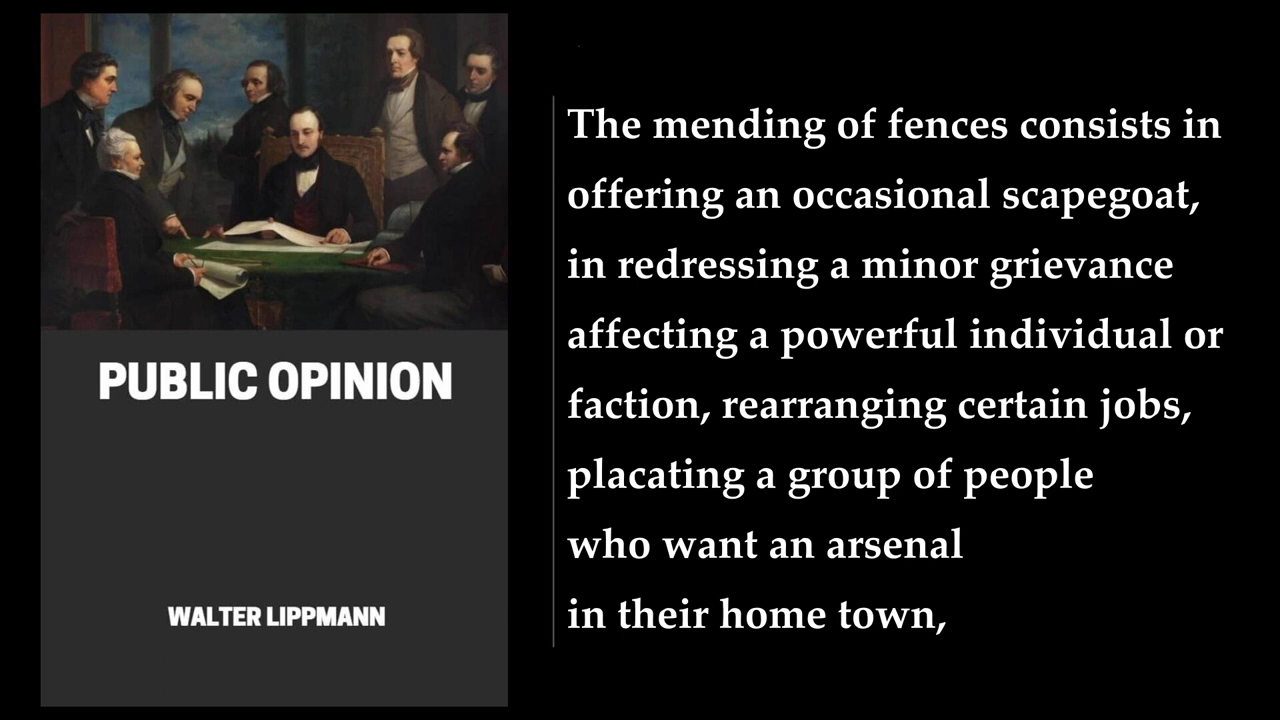 PUBLIC OPINION
WALTER LIPPMANN
The mending of fences consists in
offering an occasional scapegoat,
in redressing a minor grievance
affecting a powerful individual or
faction, rearranging certain jobs,
placating a group of people
who want an arsenal
in their home town,